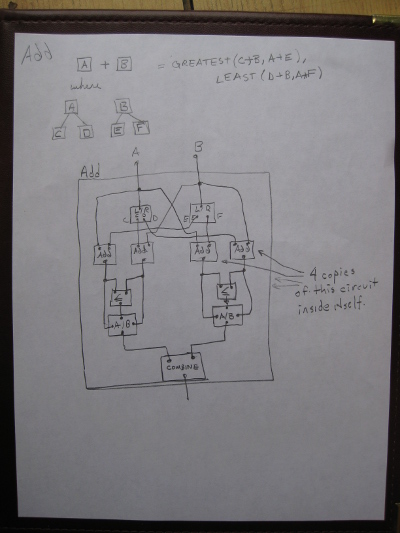 Add
A + B = GREATEST(C+B, A+E),
LEAST(D+B, A+F)
where
A B
C D E F
A B
Add
L R L R
C D E F
Add Add Add Add
≤ ≤
A/B A/B
COMBINE
4 copies
of this circuit
inside itself.